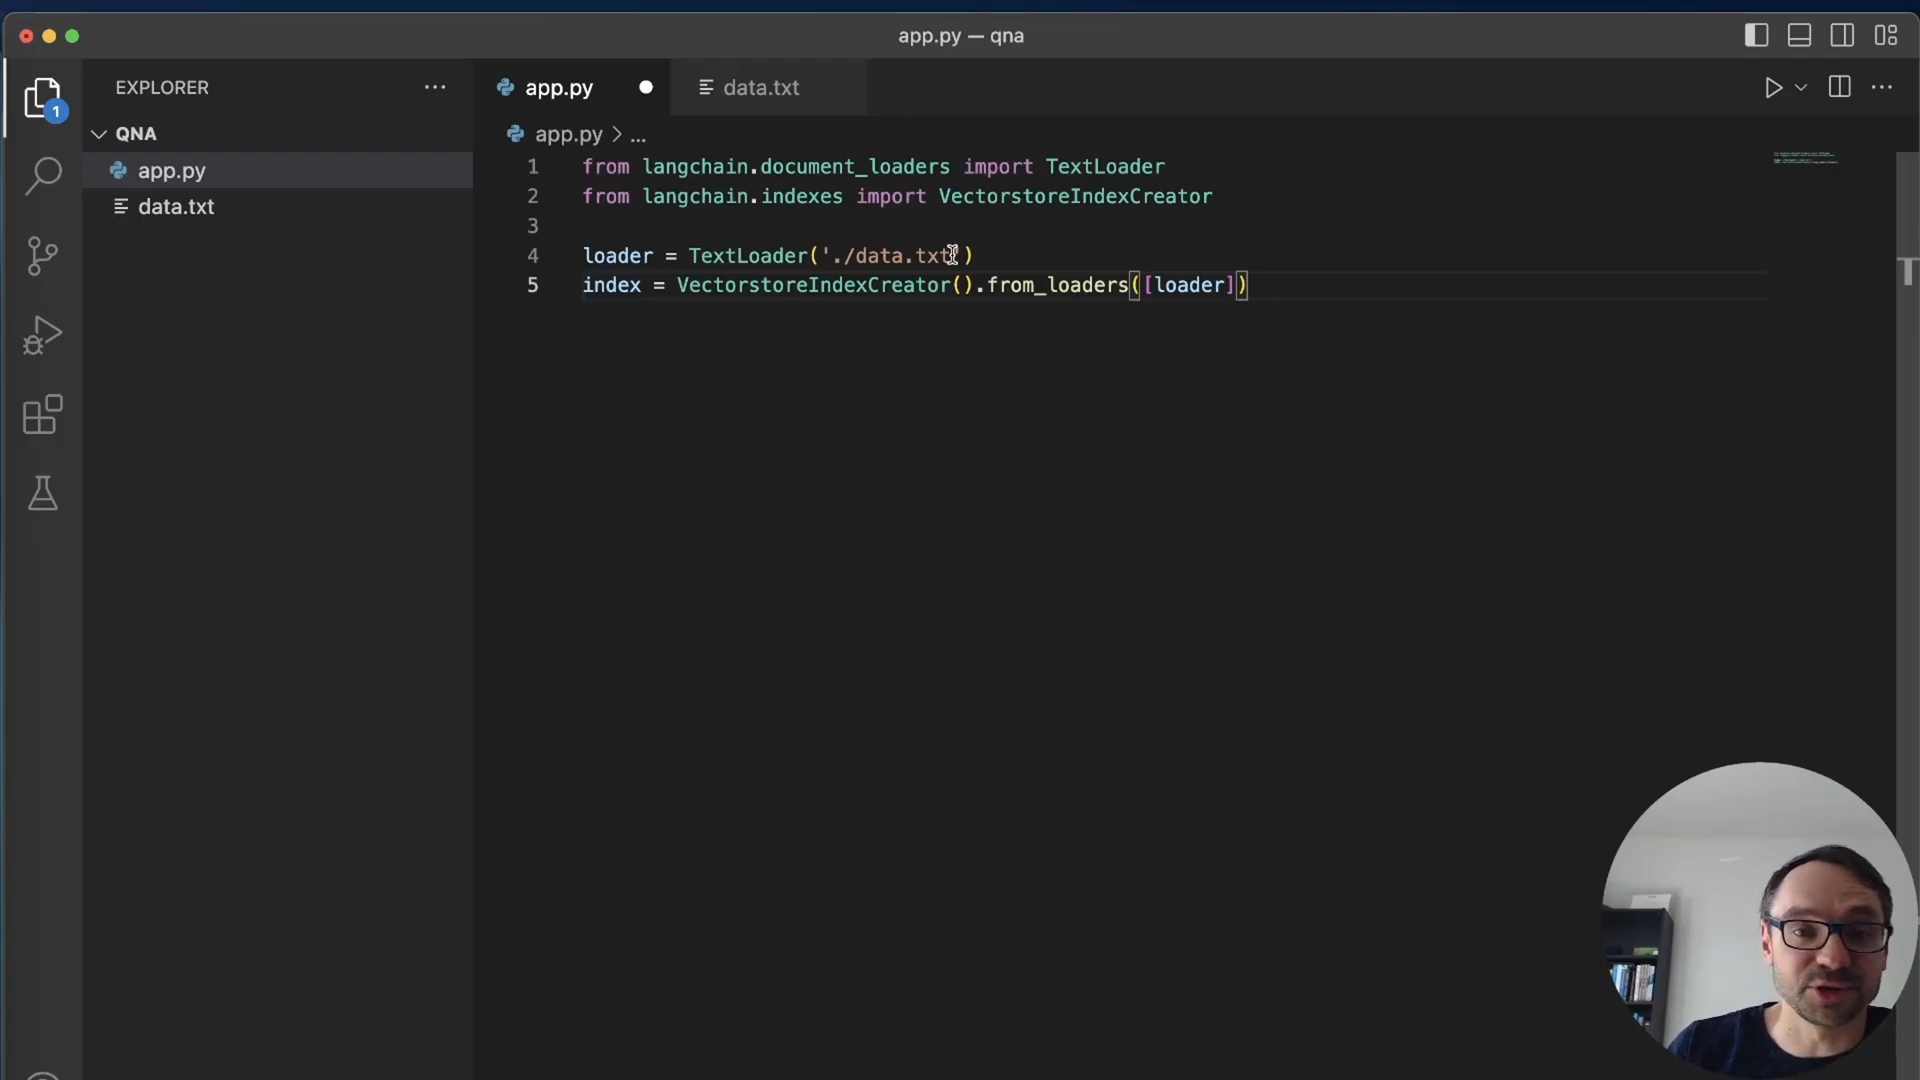 app.py — qna
EXPLORER
1
QNA
app.py
data.txt
app.py
data.txt
app.py > ...
1 from langchain.document_loaders import TextLoader
2 from langchain.indexes import VectorstoreIndexCreator
3
4 loader = TextLoader('./data.txt')
5 index = VectorstoreIndexCreator().from_loaders([loader])